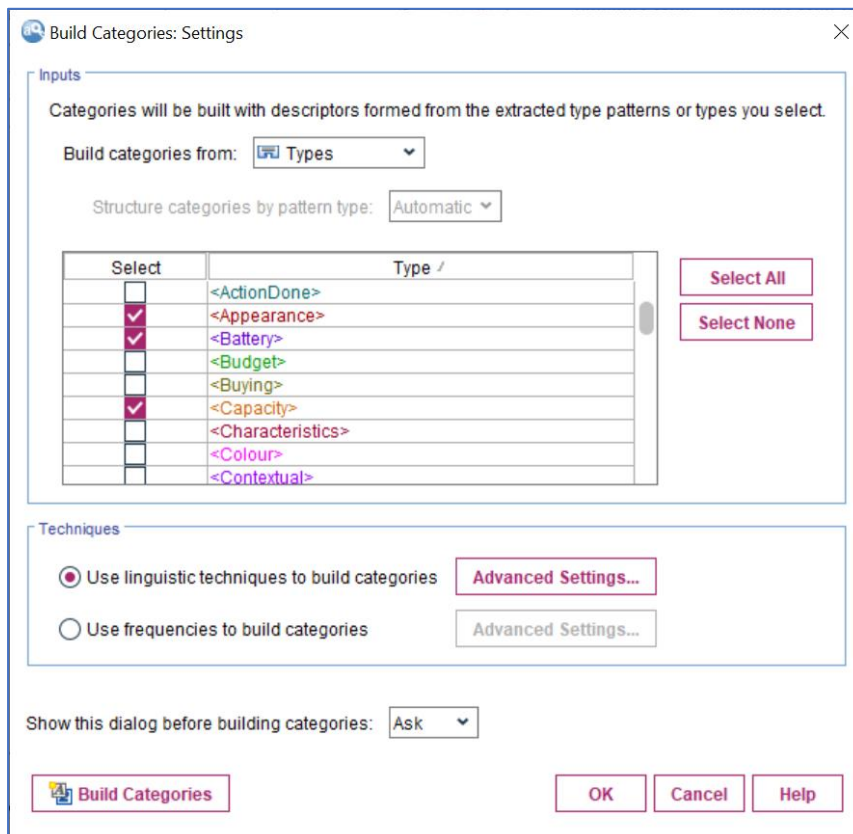 Build Categories: Settings
Inputs
Categories will be built with descriptors formed from the extracted type patterns or types you select.
Build categories from: Types
Structure categories by pattern type: Automatic
Select Type
<ActionDone>
<Appearance>
<Battery>
<Budget>
<Buying>
<Capacity>
<Characteristics>
<Colour>
<Contextual>
Select All
Select None
Techniques
Use linguistic techniques to build categories Advanced Settings...
Use frequencies to build categories Advanced Settings...
Show this dialog before building categories: Ask
Build Categories OK Cancel Help